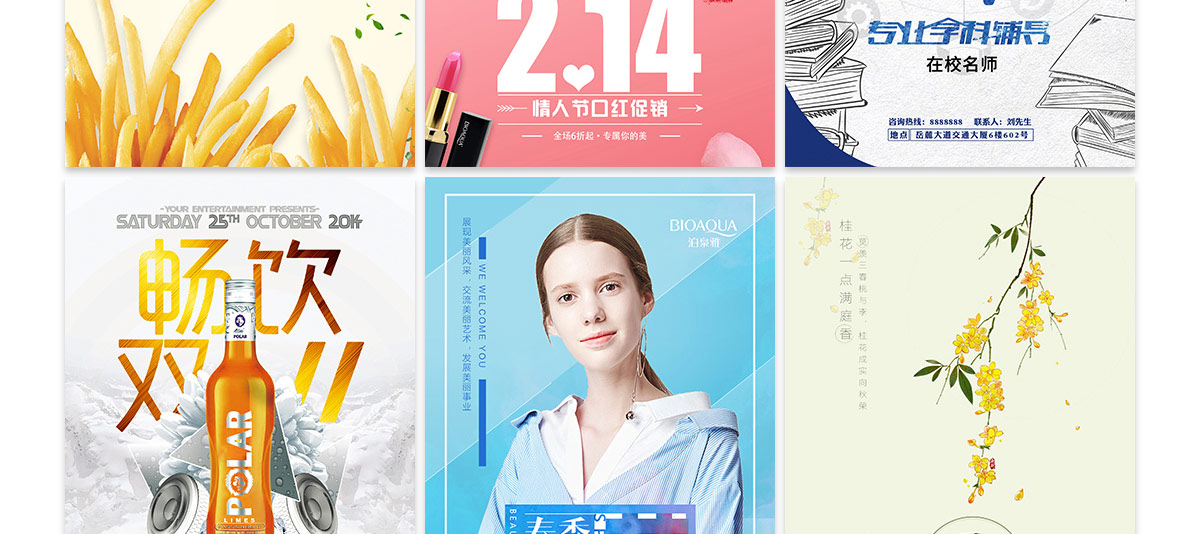 2.14
情人节口红促销
全场6折起·专属你的美
BIOAQUA
专业学科辅导
在校名师
咨询热线：8888888 联系人：刘先生
地点 岳麓大道交通大厦6楼602号
-YOUR ENTERTAINMENT PRESENTS-
SATURDAY 25TH OCTOBER 2014
畅饮
双11
POLAR
POLAR
LIMES
BIOAQUA
泊泉雅
展现美丽风采，交流美丽艺术，发展美丽事业
WE WELCOME YOU
春季
BEA
桂花一点满庭香
莫羡三春桃与李，桂花成实向秋荣